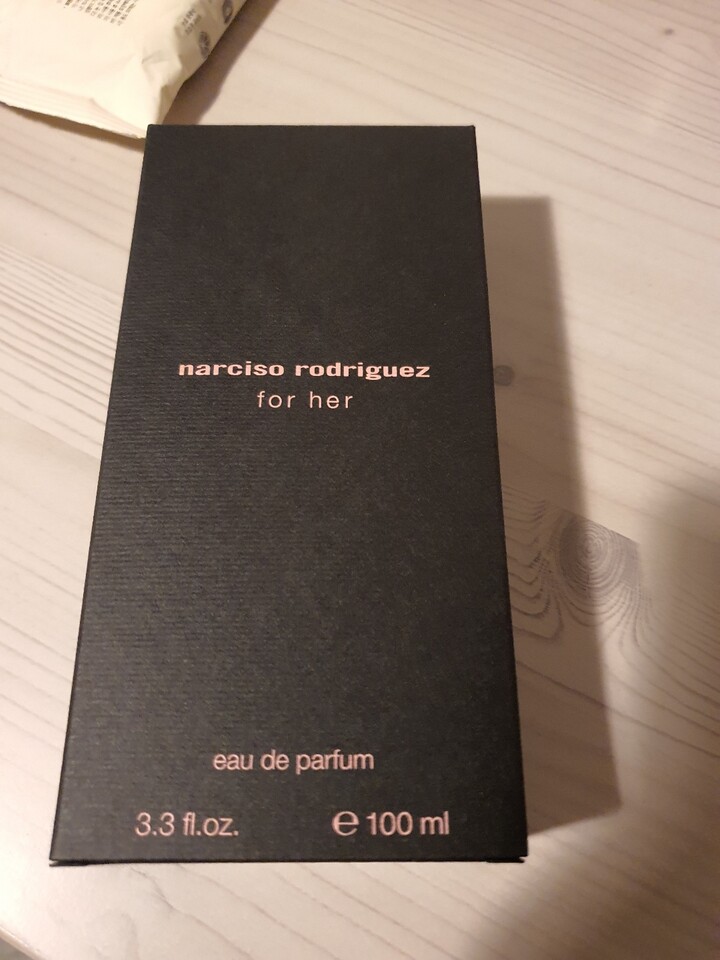 narciso rodriguez
for her
eau de parfum
3.3 fl.oz. ℮ 100 ml